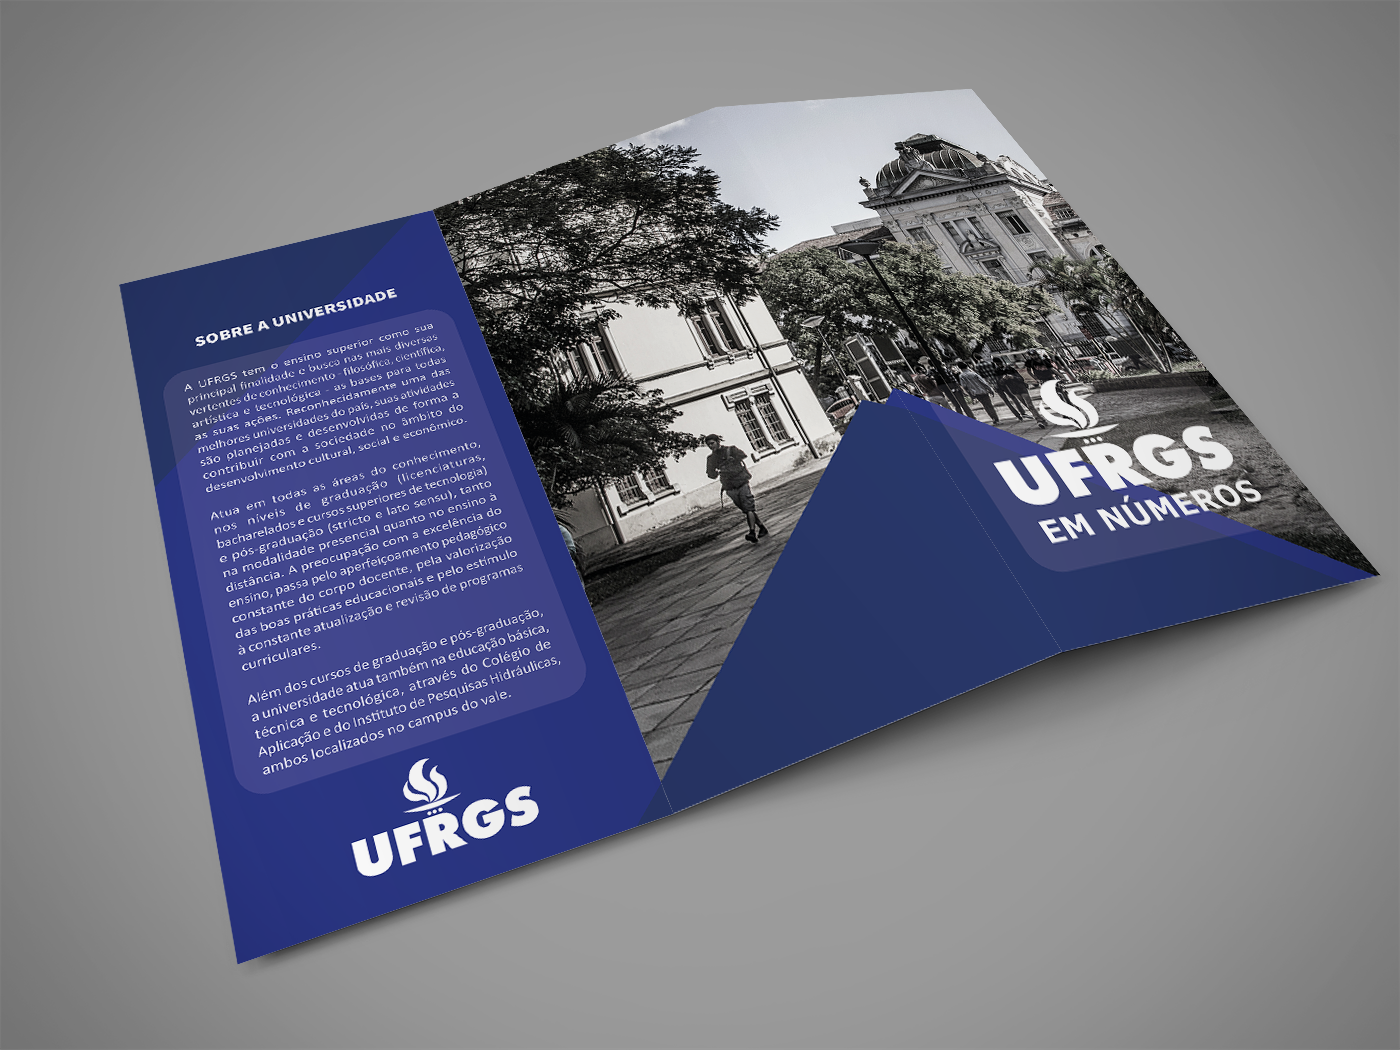 SOBRE A UNIVERSIDADE
A UFRGS tem o ensino superior como sua
principal finalidade e busca nas mais diversas
vertentes de conhecimento - filosófica, científica,
artística e tecnológica as bases para todas
as suas ações. Reconhecidamente uma das
melhores universidades do país, suas atividades
são planejadas e desenvolvidas de forma a
contribuir com a sociedade no âmbito do
desenvolvimento cultural, social e econômico.
Atua em todas as áreas do conhecimento,
nos níveis de graduação (licenciaturas,
bacharelados e cursos superiores de tecnologia)
e pós-graduação (stricto e lato sensu), tanto
na modalidade presencial quanto no ensino à
distância. A preocupação com a excelência do
ensino, passa pelo aperfeiçoamento pedagógico
constante do corpo docente, pela valorização
das boas práticas educacionais e pelo estímulo
à constante atualização e revisão de programas
curriculares.
Além dos cursos de graduação e pós-graduação,
a universidade atua também na educação básica,
técnica e tecnológica, através do Colégio de
Aplicação e do Instituto de Pesquisas Hidráulicas,
ambos localizados no campus do vale.
UFRGS
UFRGS
EM NÚMEROS